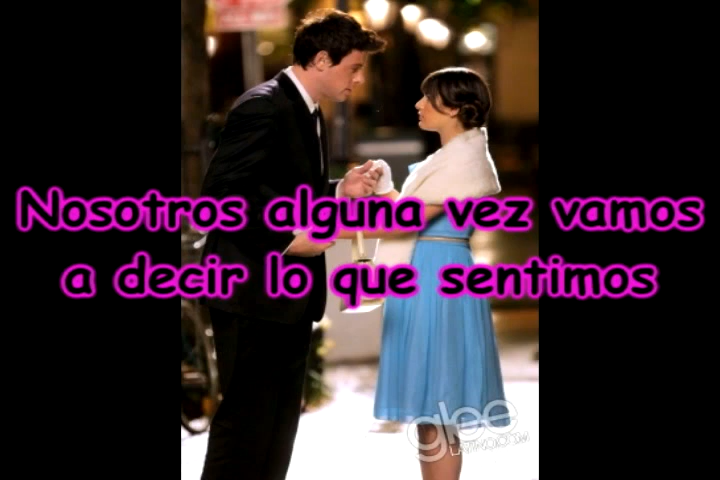 Nosotros alguna vez vamos
a decir lo que sentimos
glee